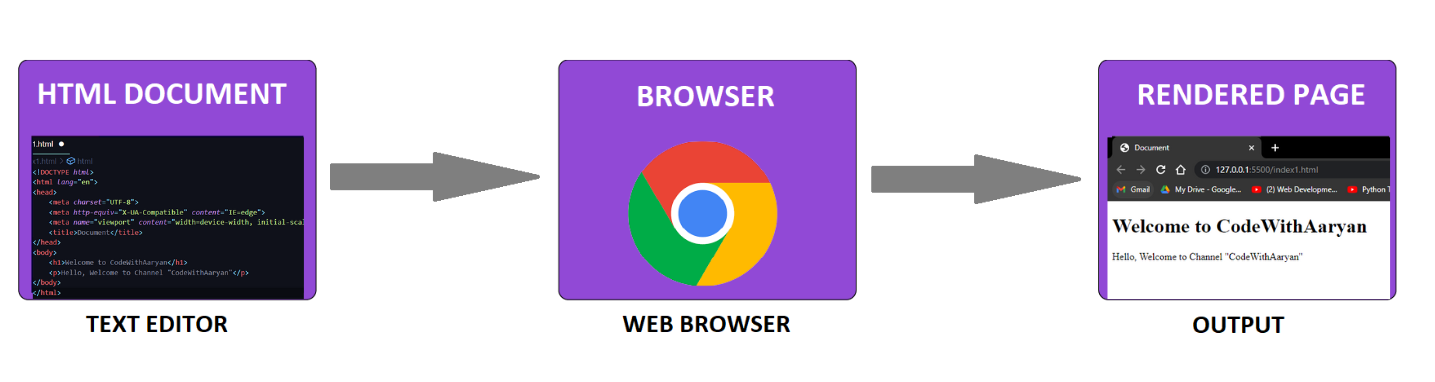 HTML DOCUMENT
1.html
x1.html > html
<!DOCTYPE html>
<html lang="en">
<head>
<meta charset="UTF-8">
<meta http-equiv="X-UA-Compatible" content="IE=edge">
<meta name="viewport" content="width=device-width, initial-scal
<title>Document</title>
</head>
<body>
<h1>Welcome to CodeWithAaryan</h1>
<p>Hello, Welcome to Channel "CodeWithAaryan"</p>
</body>
</html>
TEXT EDITOR
BROWSER
WEB BROWSER
RENDERED PAGE
Document
127.0.0.1:5500/index1.html
Gmail My Drive - Google... (2) Web Developme... Python T
Welcome to CodeWithAaryan
Hello, Welcome to Channel "CodeWithAaryan"
OUTPUT